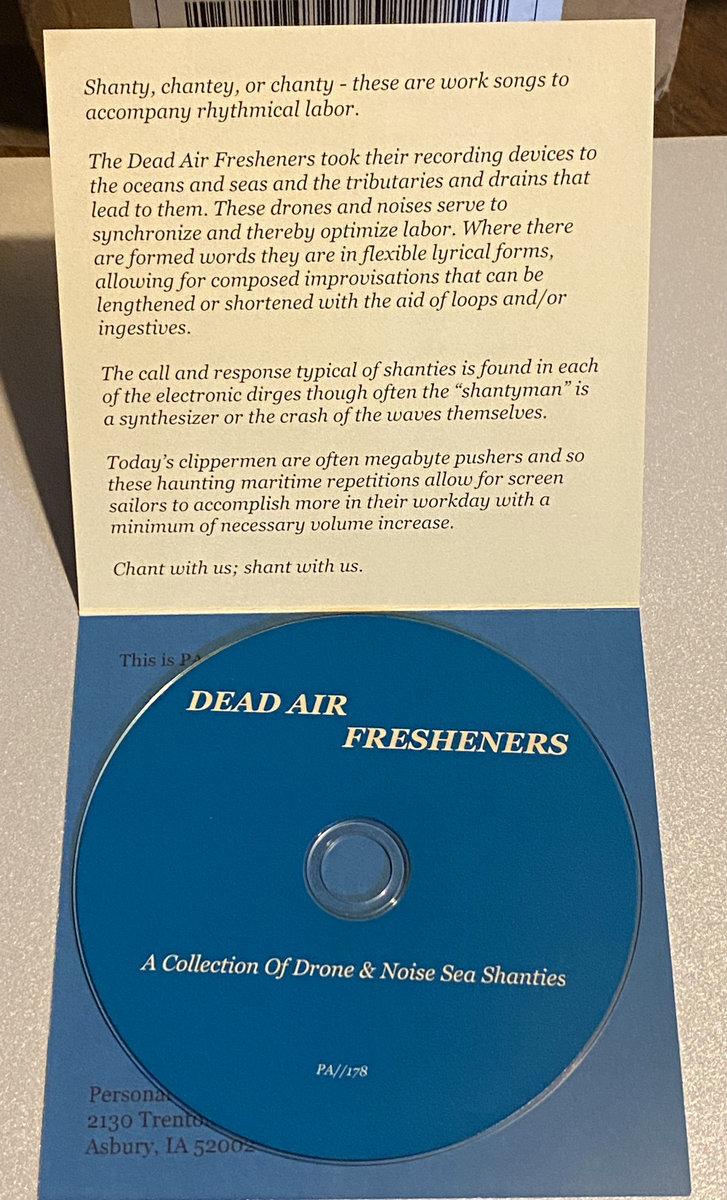 Shanty, chantey, or chanty - these are work songs to
accompany rhythmical labor.
The Dead Air Fresheners took their recording devices to
the oceans and seas and the tributaries and drains that
lead to them. These drones and noises serve to
synchronize and thereby optimize labor. Where there
are formed words they are in flexible lyrical forms,
allowing for composed improvisations that can be
lengthened or shortened with the aid of loops and/or
ingestives.
The call and response typical of shanties is found in each
of the electronic dirges though often the “shantyman” is
a synthesizer or the crash of the waves themselves.
Today’s clippermen are often megabyte pushers and so
these haunting maritime repetitions allow for screen
sailors to accomplish more in their workday with a
minimum of necessary volume increase.
Chant with us; shant with us.
This is
DEAD AIR
FRESHENERS
A Collection Of Drone & Noise Sea Shanties
PA//178
2130
Asbury, IA 52002